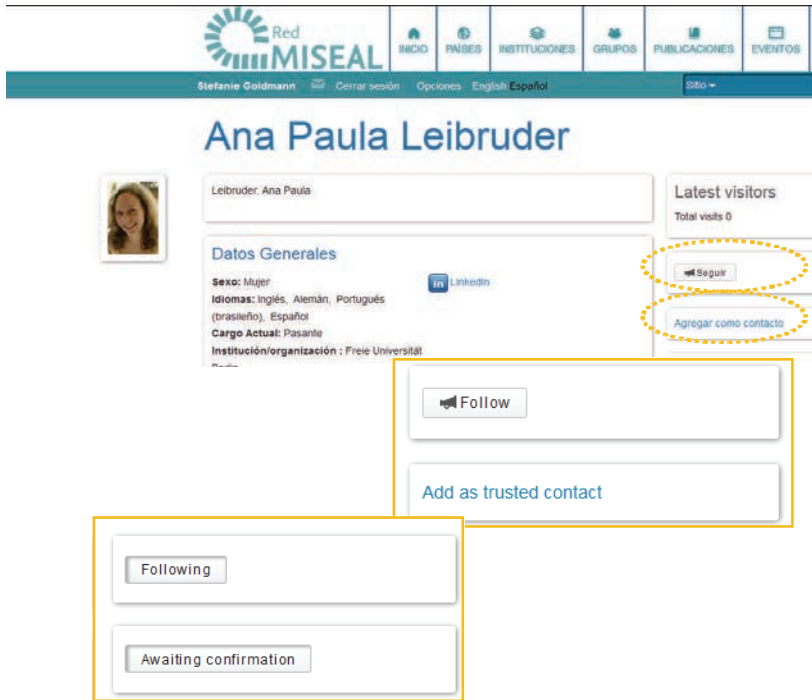 Red
MISEAL
INICIO PAÍSES INSTITUCIONES GRUPOS PUBLICACIONES EVENTOS
Stefanie Goldmann Cerrar sesión Opciones English Español Sitio
Ana Paula Leibruder
Leibruder, Ana Paula
Latest visitors
Total visits 0
Datos Generales
Sexo: Mujer
in LinkedIn
Idiomas: Inglés, Alemán, Portugués
(brasileño), Español
Cargo Actual: Pasante
Institución/organización : Freie Universität
Seguir
Agregar como contacto
Follow
Add as trusted contact
Following
Awaiting confirmation